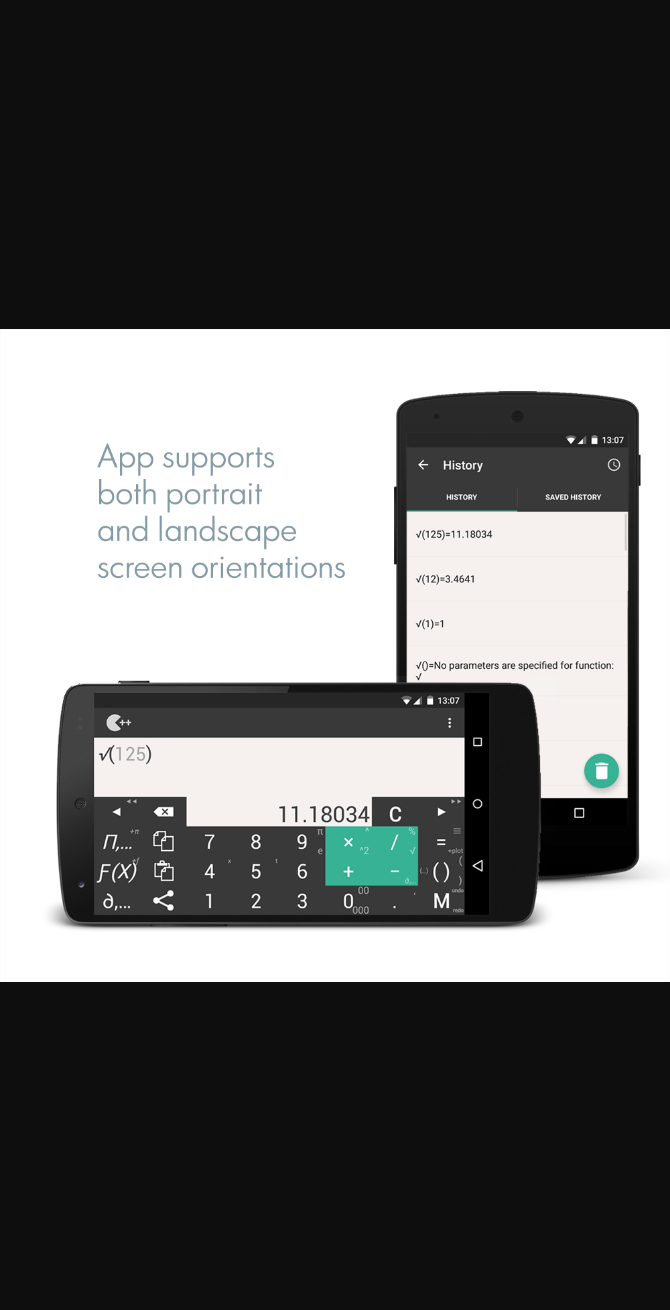 App supports
both portrait
and landscape
screen orientations
13:07
History
HISTORY SAVED HISTORY
√(125)=11.18034
√(12)=3.4641
√(1)=1
√()=No parameters are specified for function:
√
13:07
++
√(125)
11.18034 C
+π π ^ %
Π,... 7 8 9 × / =
e ^2 √ +plot
+f x t (
F(X) 4 5 6 + − ( )
∂,... (...) )
00 , undo
∂,... 1 2 3 0 . M
000 redo